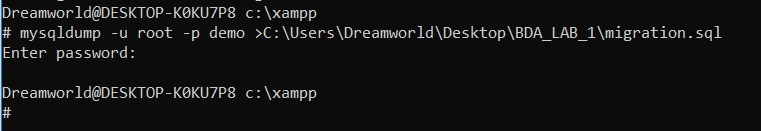 Dreamworld@DESKTOP-K0KU7P8 c:\xampp
# mysqldump -u root -p demo >C:\Users\Dreamworld\Desktop\BDA_LAB_1\migration.sql
Enter password:
Dreamworld@DESKTOP-K0KU7P8 c:\xampp
#